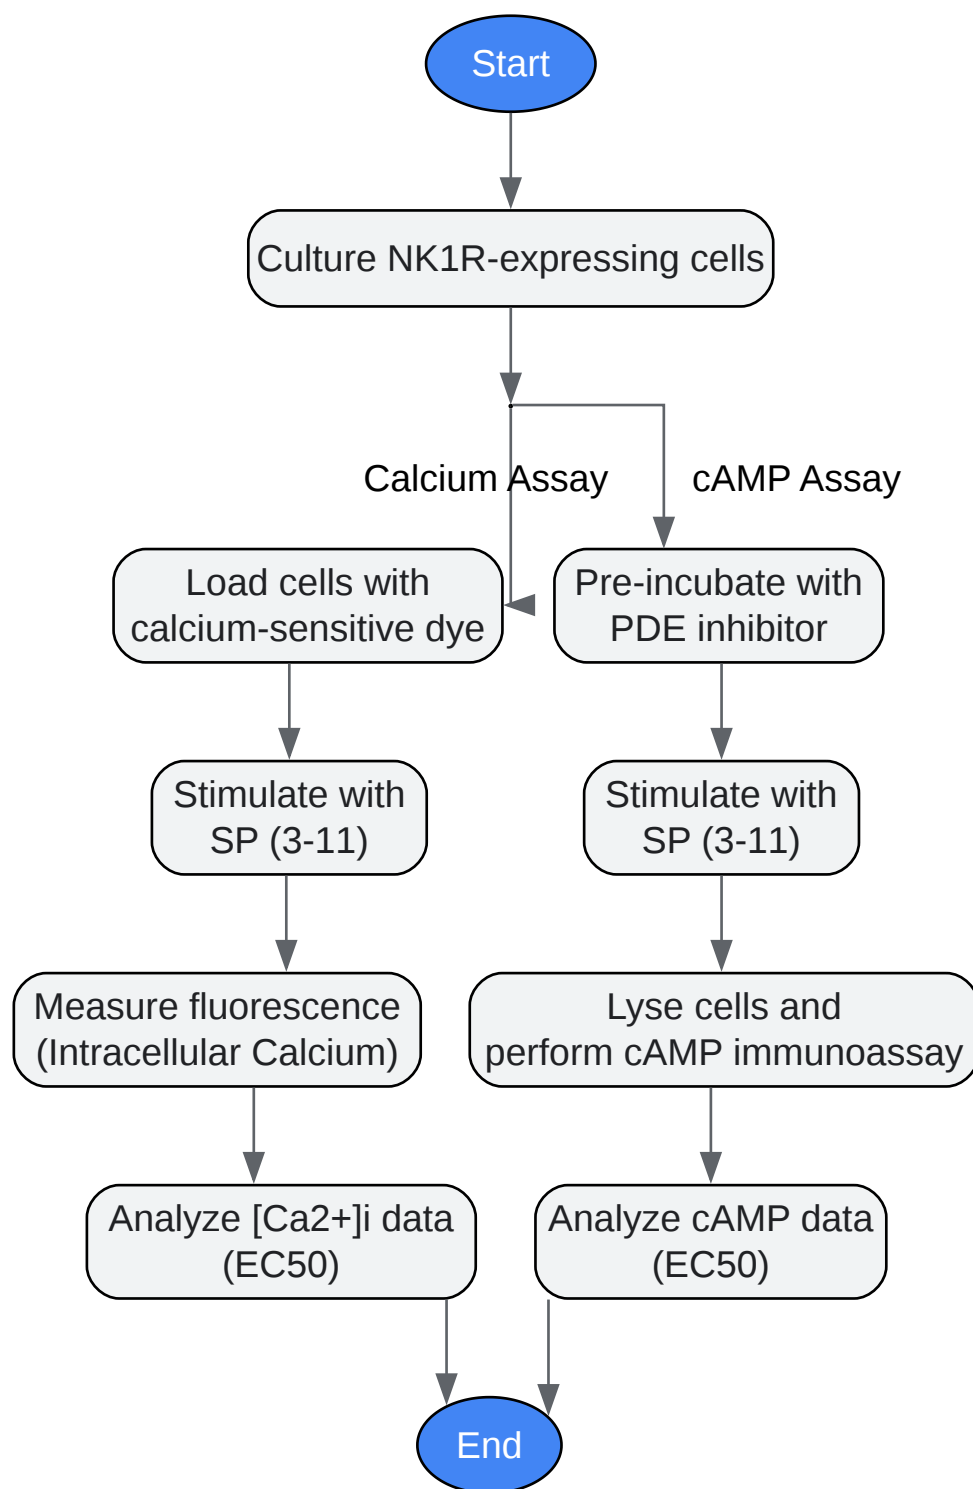 Start
Culture NK1R-expressing cells
Calcium Assay
cAMP Assay
Load cells with
calcium-sensitive dye
Pre-incubate with
PDE inhibitor
Stimulate with
SP (3-11)
Stimulate with
SP (3-11)
Measure fluorescence
(Intracellular Calcium)
Lyse cells and
perform cAMP immunoassay
Analyze [Ca2+]i data
(EC50)
Analyze cAMP data
(EC50)
End